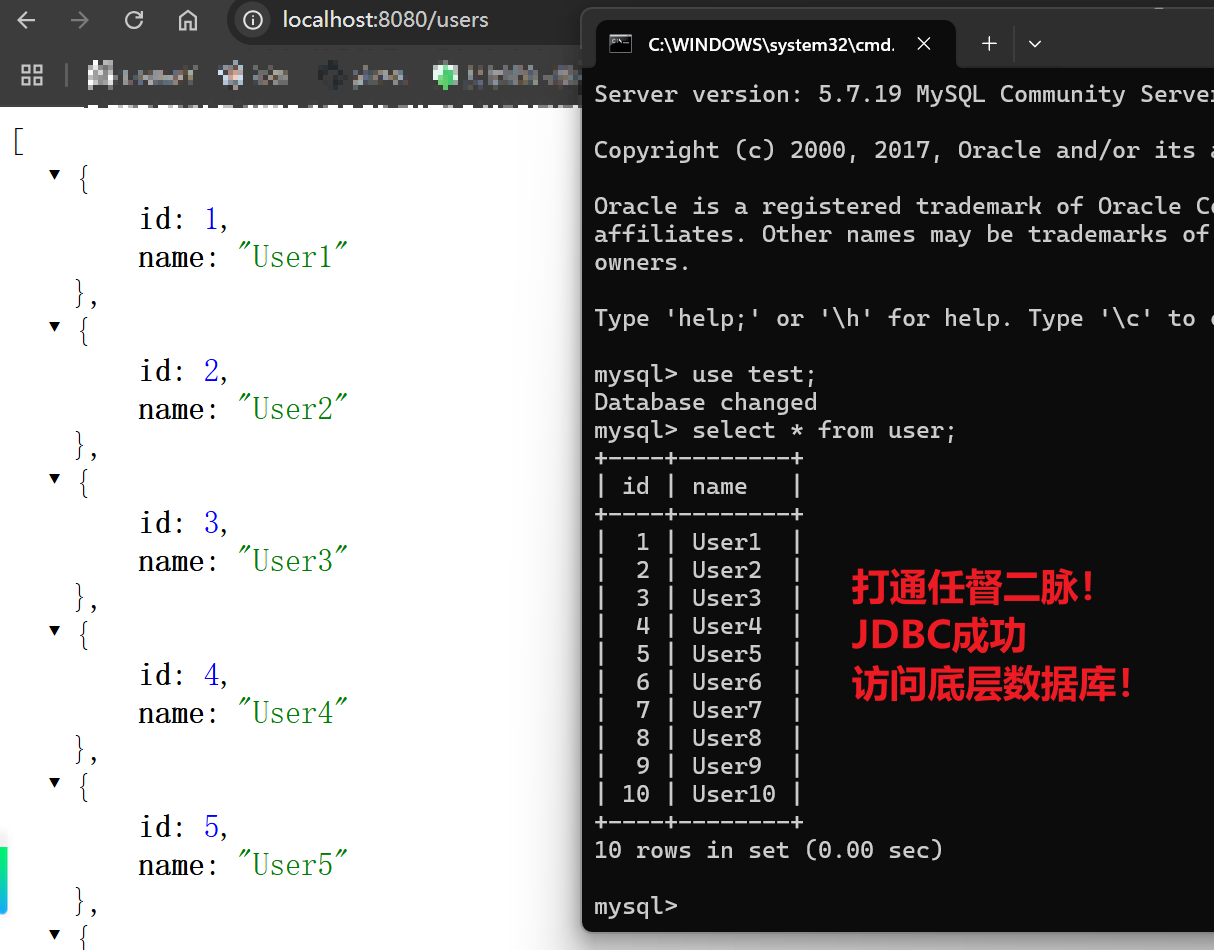 localhost:8080/users
[
{
id: 1,
name: "User1"
},
{
id: 2,
name: "User2"
},
{
id: 3,
name: "User3"
},
{
id: 4,
name: "User4"
},
{
id: 5,
name: "User5"
},
{
C:\WINDOWS\system32\cmd.
Server version: 5.7.19 MySQL Community Server
Copyright (c) 2000, 2017, Oracle and/or its a
Oracle is a registered trademark of Oracle Co
affiliates. Other names may be trademarks of
owners.
Type 'help;' or '\h' for help. Type '\c' to c
mysql> use test;
Database changed
mysql> select * from user;
+----+--------+
| id | name   |
+----+--------+
|  1 | User1  |
|  2 | User2  |
|  3 | User3  |
|  4 | User4  |
|  5 | User5  |
|  6 | User6  |
|  7 | User7  |
|  8 | User8  |
|  9 | User9  |
| 10 | User10 |
+----+--------+
10 rows in set (0.00 sec)
mysql>
打通任督二脉！
JDBC成功
访问底层数据库！